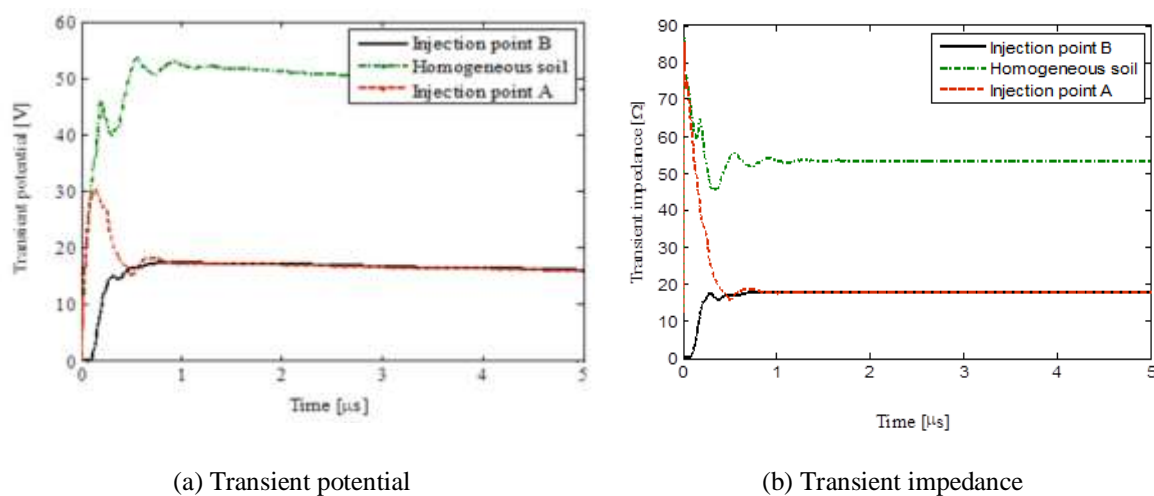 60
50
40
30
20
10
0
Transient potential [V]
Injection point B
Homogeneous soil
Injection point A
0 1 2 3 4 5
Time [μs]
(a) Transient potential
90
80
70
60
50
40
30
20
10
0
Transient impedance [Ω]
Injection point B
Homogeneous soil
Injection point A
0 1 2 3 4 5
Time [μs]
(b) Transient impedance